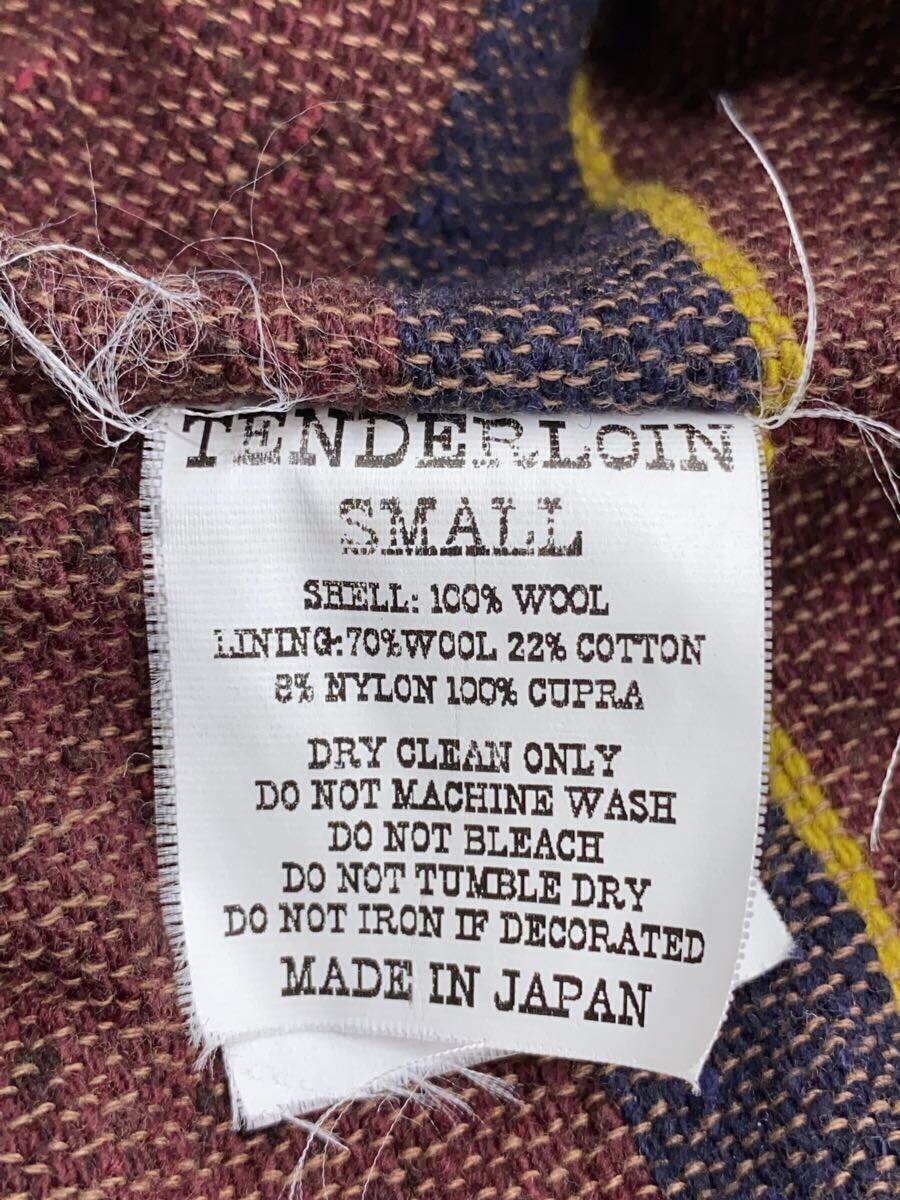 TENDERLOIN
SMALL
SHELL: 100% WOOL
LINING:70%WOOL 22% COTTON
8% NYLON 100% CUPRA
DRY CLEAN ONLY
DO NOT MACHINE WASH
DO NOT BLEACH
DO NOT TUMBLE DRY
DO NOT IRON IF DECORATED
MADE IN JAPAN